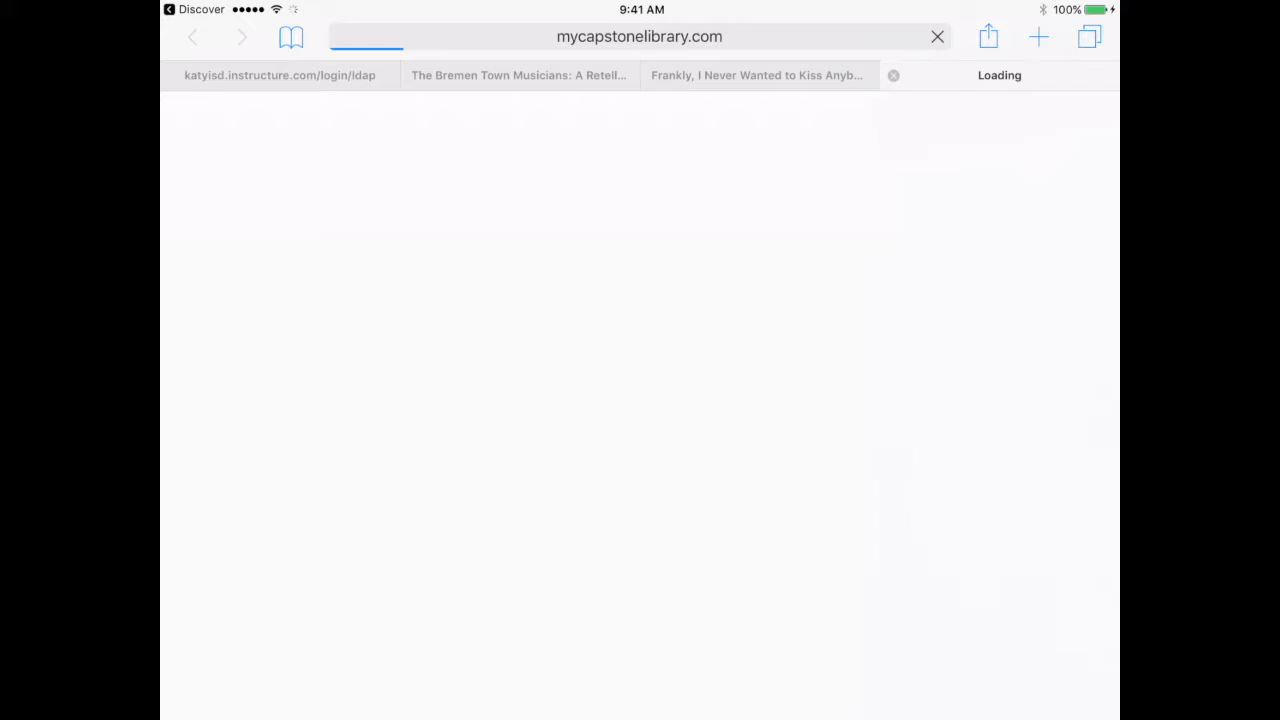 Discover
9:41 AM
100%
mycapstonelibrary.com
katyisd.instructure.com/login/ldap
The Bremen Town Musicians: A Retell...
Frankly, I Never Wanted to Kiss Anyb...
Loading